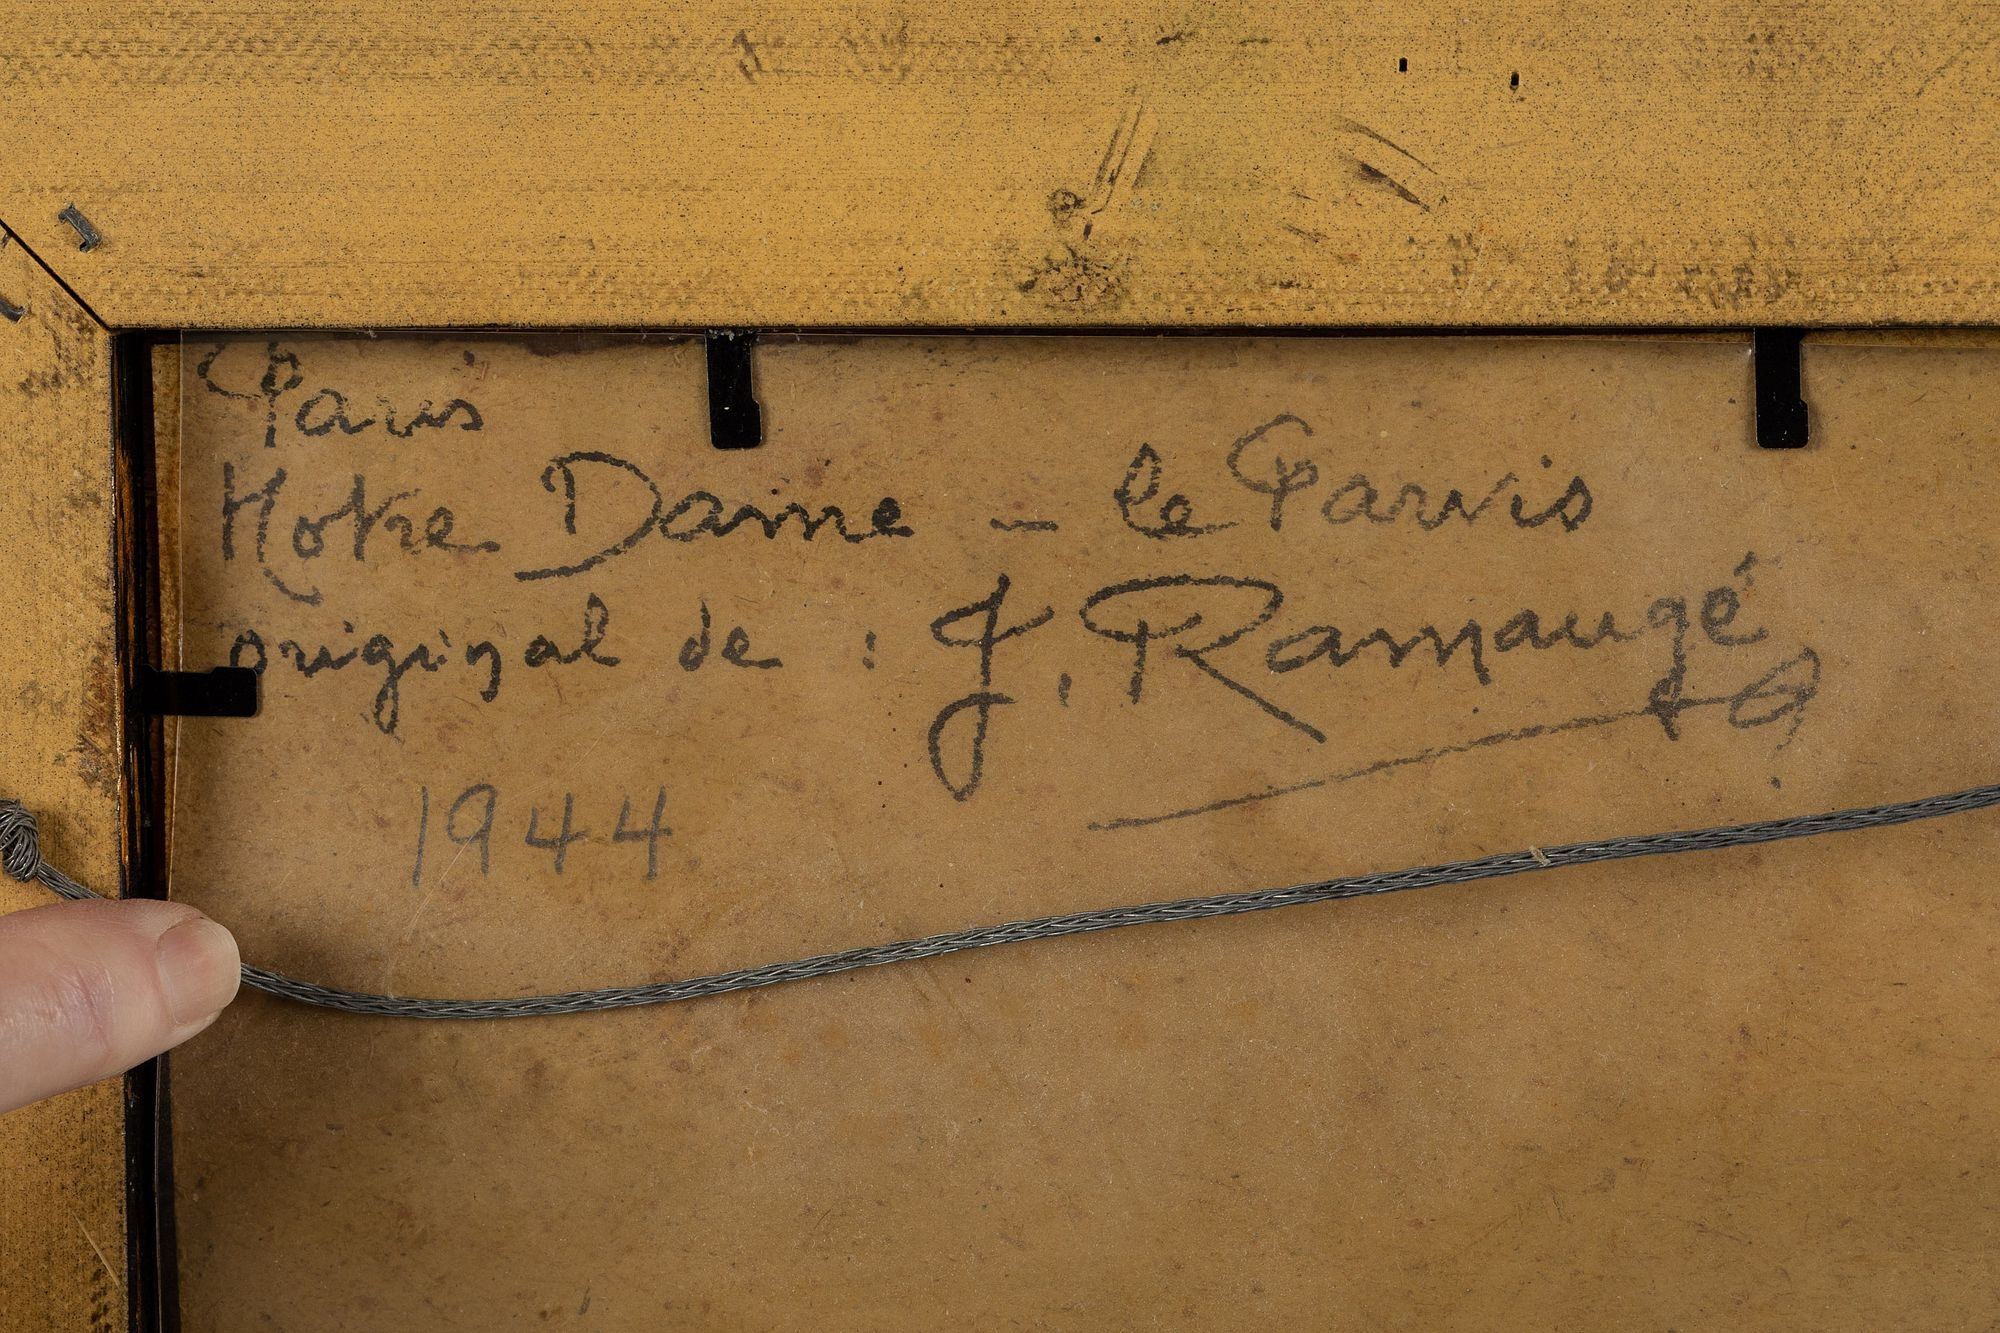 Paris
Notre Dame - le Parvis
original de : J. Ramaugé
1944